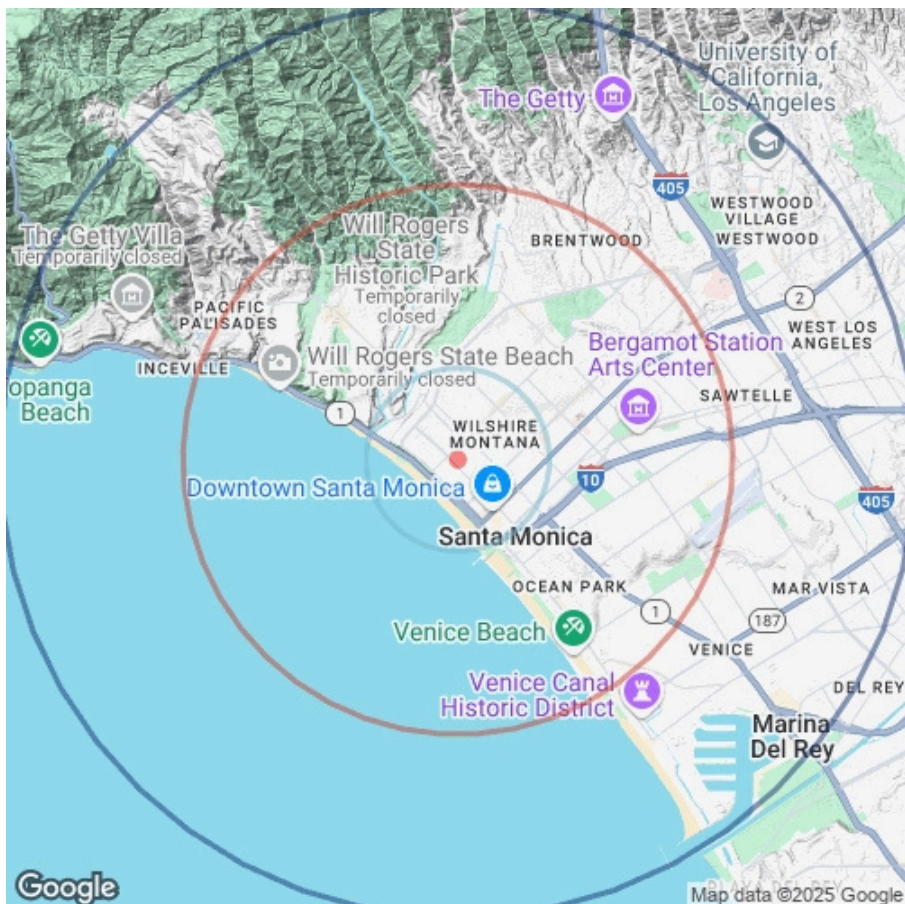 University of
California,
Los Angeles
The Getty
405
WESTWOOD
VILLAGE
WESTWOOD
BRENTWOOD
Will Rogers
State
Historic Park
Temporarily
closed
The Getty Villa
Temporarily closed
2
PACIFIC
PALISADES
WEST LOS
ANGELES
Bergamot Station
Arts Center
INCEVILLE
Will Rogers State Beach
Temporarily closed
opanga
Beach
SAWTELLE
1
WILSHIRE
MONTANA
Downtown Santa Monica
10
405
Santa Monica
OCEAN PARK
MAR VISTA
1
187
Venice Beach
VENICE
Venice Canal
Historic District
DEL REY
Marina
Del Rey
Google
Map data ©2025 Google